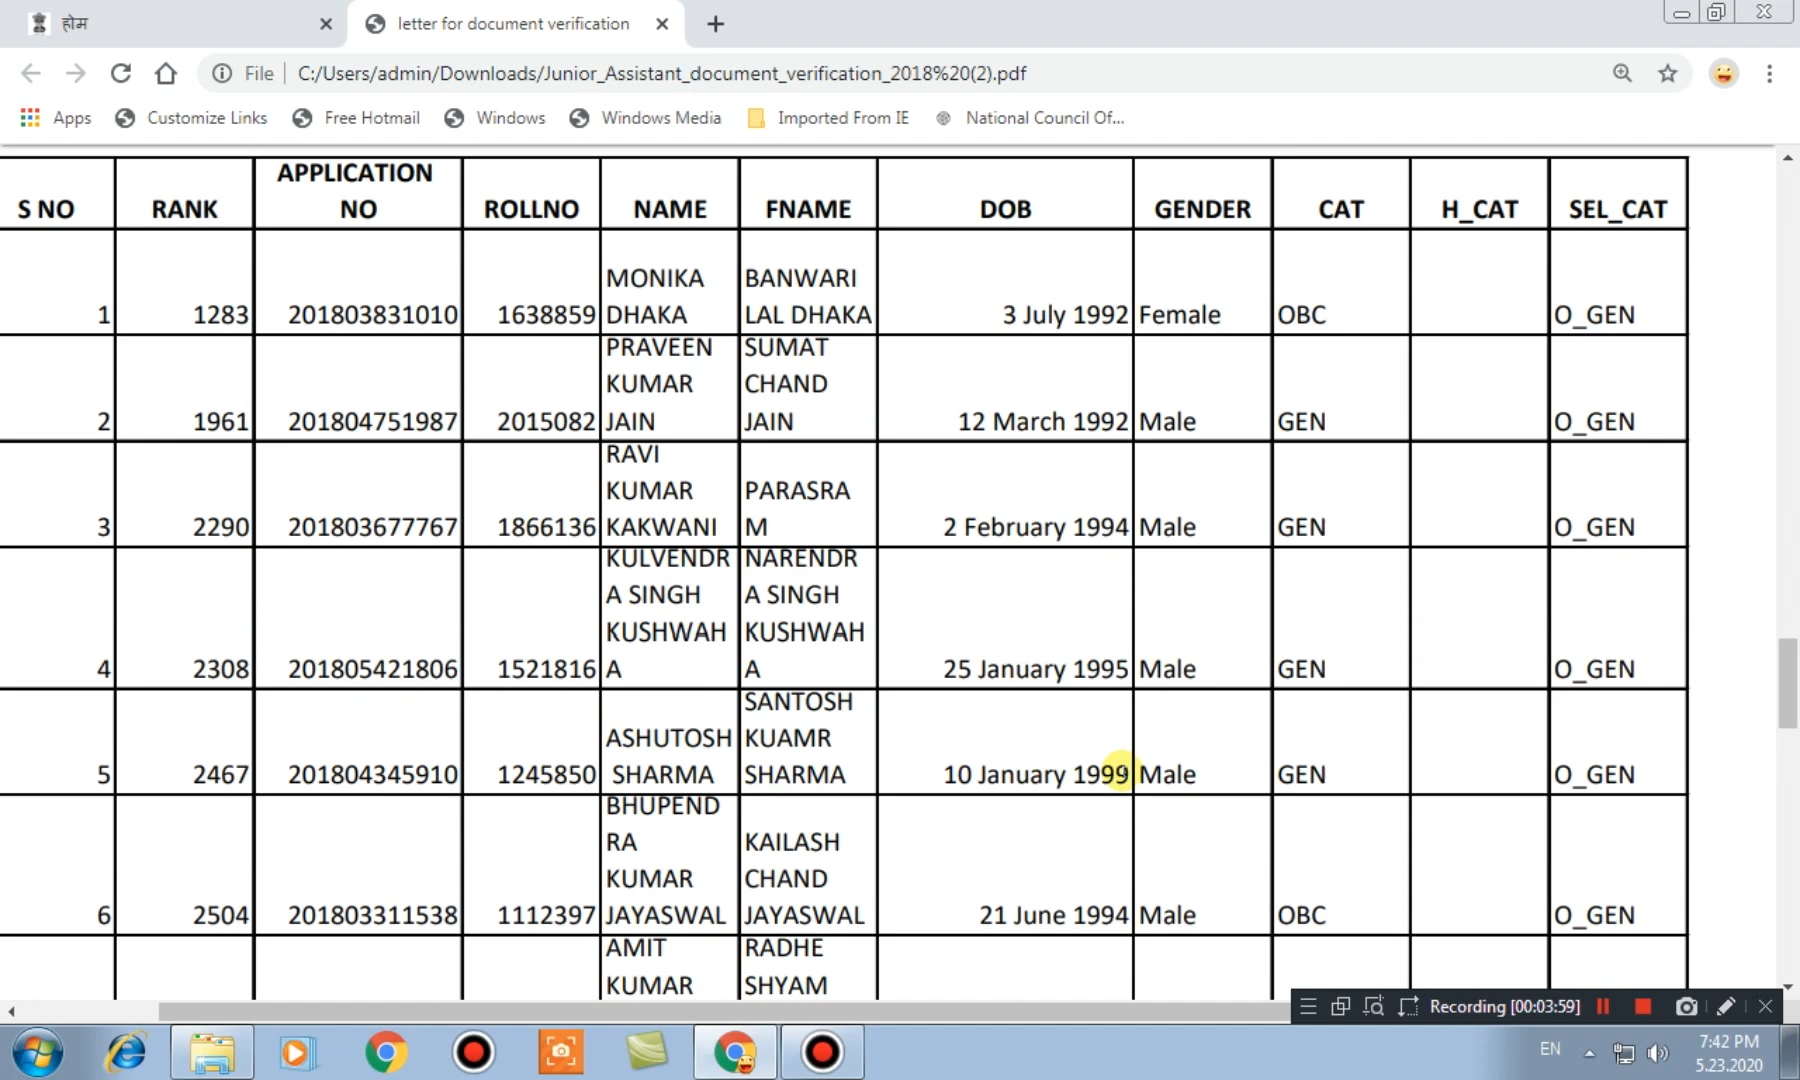 होम
letter for document verification
File
C:/Users/admin/Downloads/Junior_Assistant_document_verification_2018%20(2).pdf
Apps
Customize Links
Free Hotmail
Windows
Windows Media
Imported From IE
National Council Of...
S NO RANK APPLICATION NO ROLLNO NAME FNAME DOB GENDER CAT H_CAT SEL_CAT
1 1283 201803831010 1638859 MONIKA DHAKA BANWARI LAL DHAKA 3 July 1992 Female OBC O_GEN
2 1961 201804751987 2015082 PRAVEEN KUMAR JAIN SUMAT CHAND JAIN 12 March 1992 Male GEN O_GEN
3 2290 201803677767 1866136 RAVI KUMAR KAKWANI PARASRA M 2 February 1994 Male GEN O_GEN
4 2308 201805421806 1521816 KULVENDR A SINGH KUSHWAH A NARENDR A SINGH KUSHWAH A 25 January 1995 Male GEN O_GEN
5 2467 201804345910 1245850 ASHUTOSH SHARMA SANTOSH KUAMR SHARMA 10 January 1999 Male GEN O_GEN
6 2504 201803311538 1112397 BHUPEND RA KUMAR JAYASWAL KAILASH CHAND JAYASWAL 21 June 1994 Male OBC O_GEN
AMIT KUMAR RADHE SHYAM
Recording [00:03:59]
EN
7:42 PM
5.23.2020